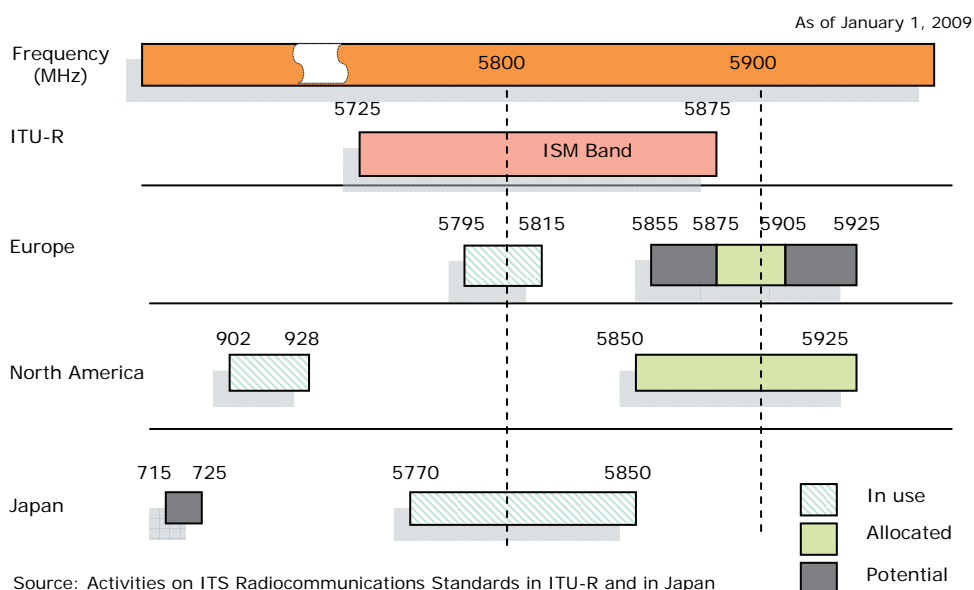 As of January 1, 2009
Frequency
(MHz)
5800 5900
5725 5875
ITU-R
ISM Band
5795 5815 5855 5875 5905 5925
Europe
902 928 5850 5925
North America
715 725 5770 5850
Japan
In use
Allocated
Potential
Source: Activities on ITS Radiocommunications Standards in ITU-R and in Japan